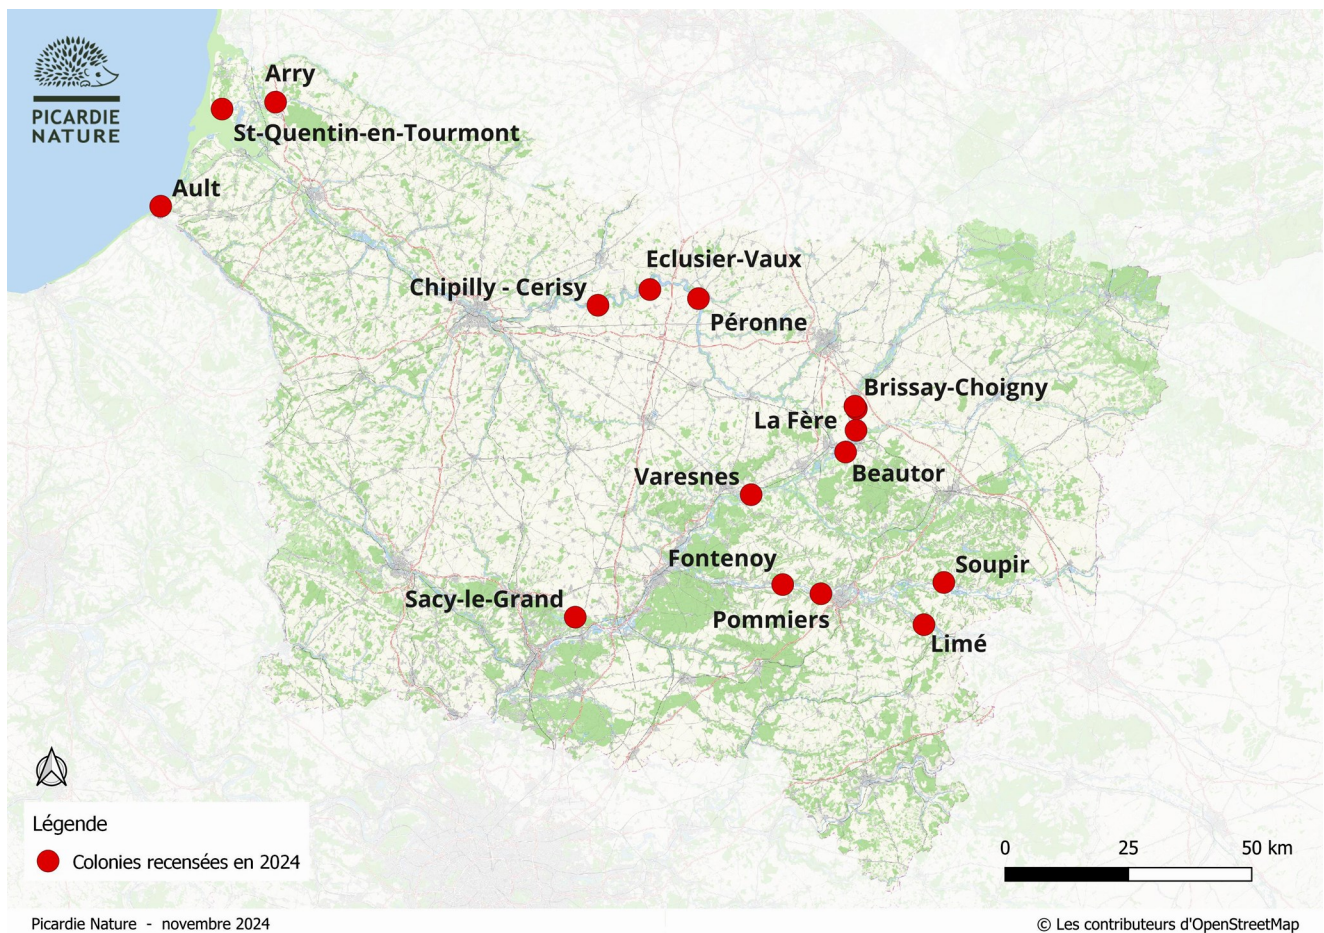 PICARDIE
NATURE
Arry
St-Quentin-en-Tourmont
Ault
Eclusier-Vaux
Chipilly - Cerisy
Péronne
Brissay-Choigny
La Fère
Beautor
Varesnes
Fontenoy
Soupir
Sacy-le-Grand
Pommiers
Limé
Légende
Colonies recensées en 2024
0 25 50 km
Picardie Nature - novembre 2024
© Les contributeurs d'OpenStreetMap